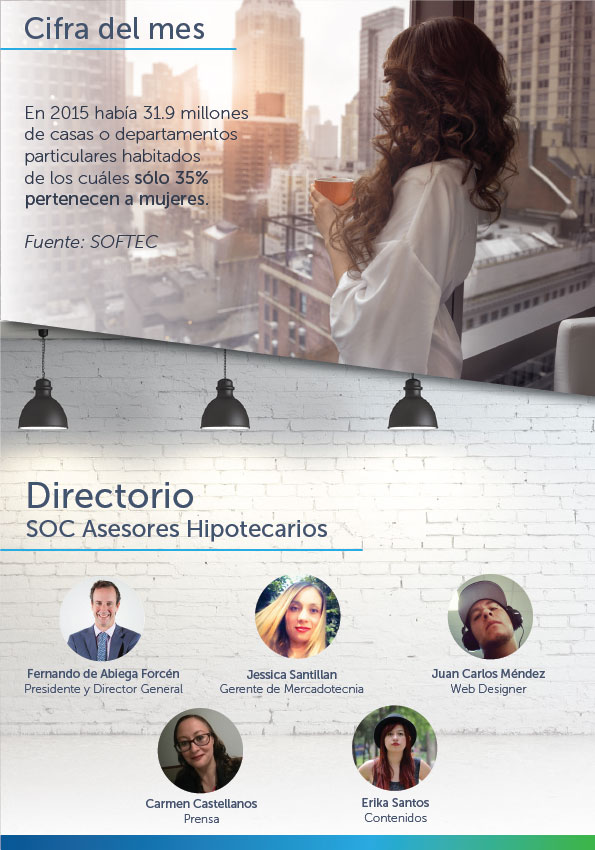 Cifra del mes
En 2015 había 31.9 millones
de casas o departamentos
particulares habitados
de los cuáles sólo 35%
pertenecen a mujeres.
Fuente: SOFTEC
Directorio
SOC Asesores Hipotecarios
Fernando de Abiega Forcén
Presidente y Director General
Jessica Santillan
Gerente de Mercadotecnia
Juan Carlos Méndez
Web Designer
Carmen Castellanos
Prensa
Erika Santos
Contenidos